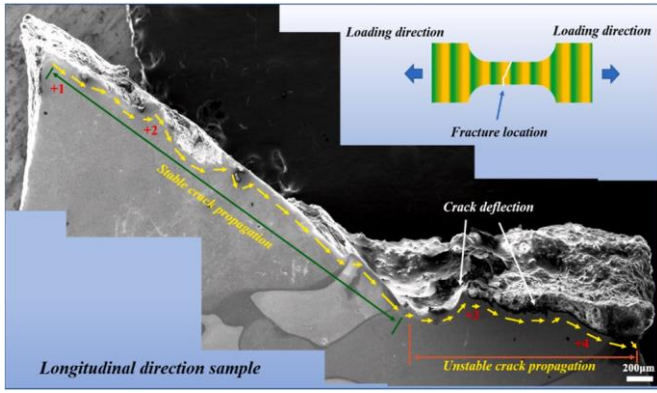 Loading direction
Loading direction
Fracture location
+1
+2
Stable crack propagation
Crack deflection
+3
+4
Unstable crack propagation
200μm
Longitudinal direction sample